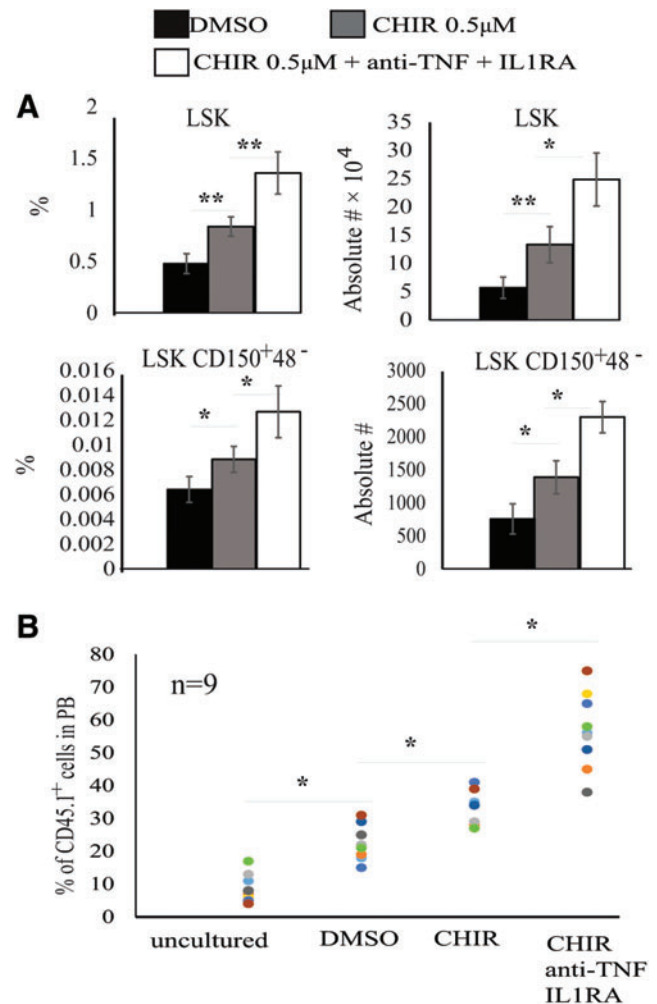 DMSO
CHIR 0.5µM
CHIR 0.5µM + anti-TNF + IL1RA
A
LSK
%
2
1.5
1
0.5
0
**
**
LSK
Absolute # × 10⁴
35
30
25
20
15
10
5
0
**
*
LSK CD150⁺48⁻
%
0.016
0.014
0.012
0.01
0.008
0.006
0.004
0.002
0
*
*
LSK CD150⁺48⁻
Absolute #
3000
2500
2000
1500
1000
500
0
*
*
B
% of CD45.1⁺ cells in PB
80
70
60
50
40
30
20
10
0
n=9
*
*
*
uncultured
DMSO
CHIR
CHIR
anti-TNF
IL1RA